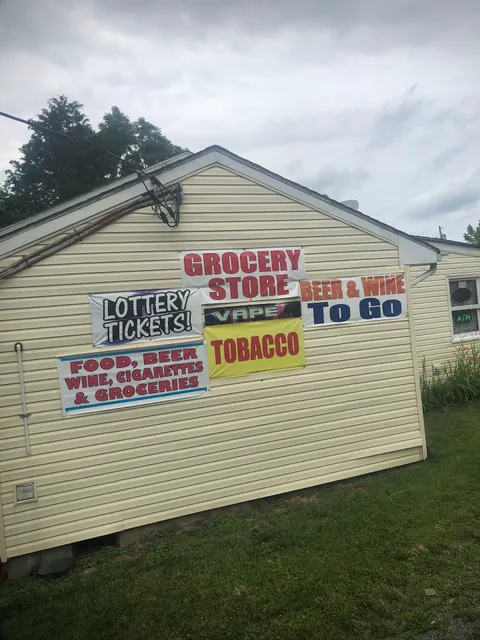 GROCERY
STORE
BEER & WINE
To Go
LOTTERY
TICKETS!
VAPE
TOBACCO
FOOD, BEER
WINE, CIGARETTES
& GROCERIES
ATM